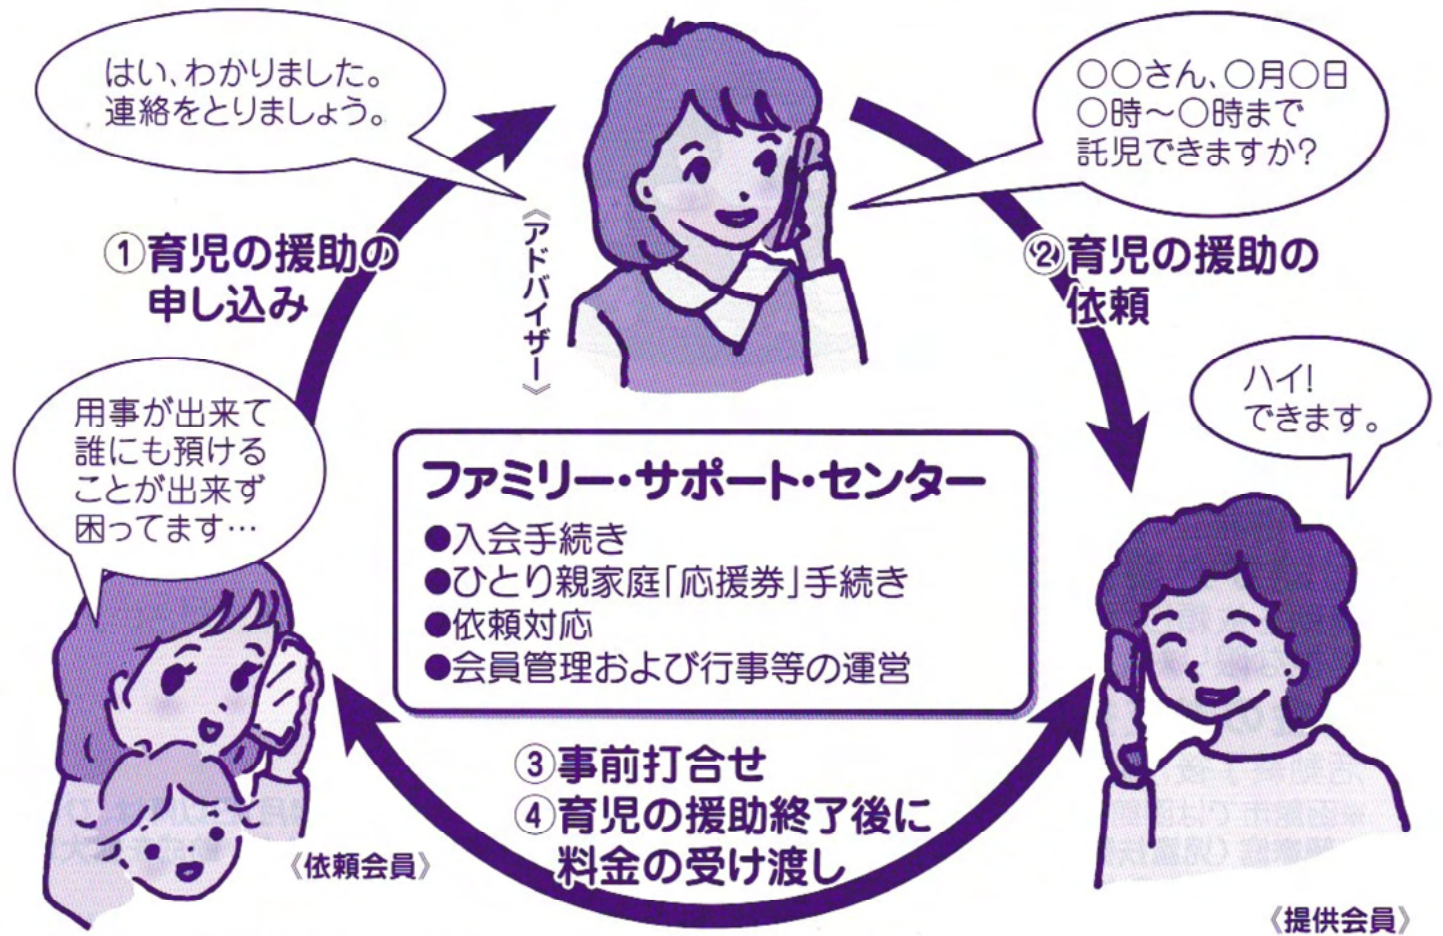 はい、わかりました。
連絡をとりましょう。
○○さん、○月○日
○時～○時まで
託児できますか?
①育児の援助の
申し込み
《アドバイザー》
②育児の援助の
依頼
ハイ!
できます。
用事が出来て
誰にも預ける
ことが出来ず
困ってます…
ファミリー・サポート・センター
●入会手続き
●ひとり親家庭「応援券」手続き
●依頼対応
●会員管理および行事等の運営
③事前打合せ
④育児の援助終了後に
料金の受け渡し
《依頼会員》
《提供会員》